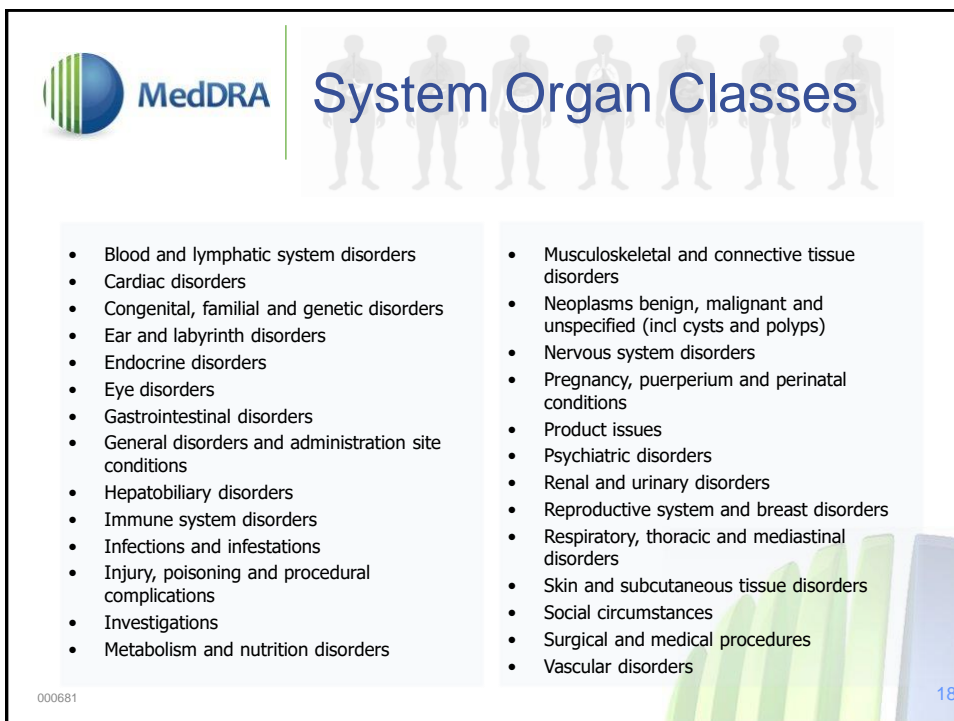 MedDRA
System Organ Classes
• Blood and lymphatic system disorders
• Cardiac disorders
• Congenital, familial and genetic disorders
• Ear and labyrinth disorders
• Endocrine disorders
• Eye disorders
• Gastrointestinal disorders
• General disorders and administration site
conditions
• Hepatobiliary disorders
• Immune system disorders
• Infections and infestations
• Injury, poisoning and procedural
complications
• Investigations
• Metabolism and nutrition disorders
• Musculoskeletal and connective tissue
disorders
• Neoplasms benign, malignant and
unspecified (incl cysts and polyps)
• Nervous system disorders
• Pregnancy, puerperium and perinatal
conditions
• Product issues
• Psychiatric disorders
• Renal and urinary disorders
• Reproductive system and breast disorders
• Respiratory, thoracic and mediastinal
disorders
• Skin and subcutaneous tissue disorders
• Social circumstances
• Surgical and medical procedures
• Vascular disorders
000681
18